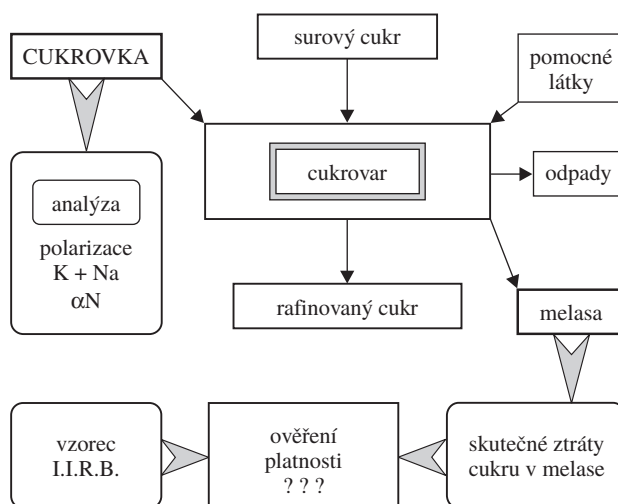 surový cukr
CUKROVKA
pomocné
látky
cukrovar
odpady
analýza
polarizace
K + Na
αN
rafinovaný cukr
melasa
vzorec
I.I.R.B.
ověření
platnosti
? ? ?
skutečné ztráty
cukru v melase